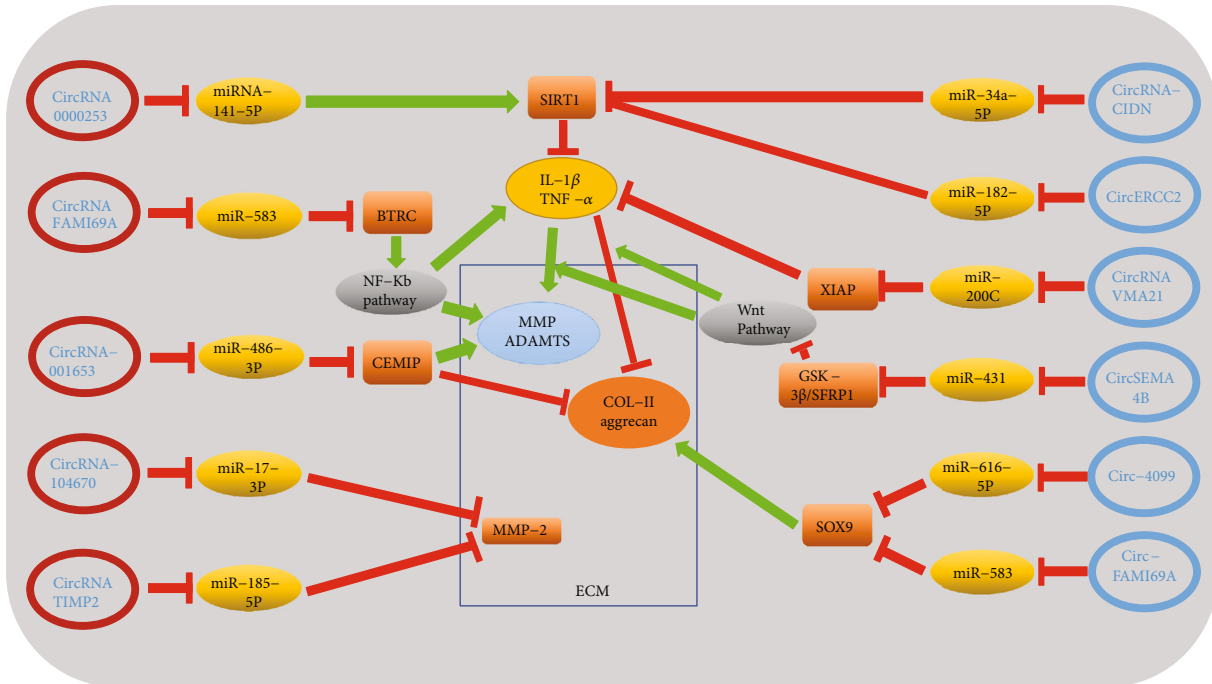 CircRNA
0000253
miRNA–
141–5P
SIRT1
miR–34a–
5P
CircRNA–
CIDN
CircRNA
FAMI69A
miR–583
BTRC
IL–1β
TNF –α
miR–182–
5P
CircERCC2
NF–Kb
pathway
XIAP
miR–
200C
CircRNA
VMA21
MMP
ADAMTS
Wnt
Pathway
CircRNA–
001653
miR–486–
3P
CEMIP
GSK –
3β/SFRP1
miR–431
CircSEMA
4B
COL–II
aggrecan
CircRNA–
104670
miR–17–
3P
miR–616–
5P
Circ–4099
MMP–2
SOX9
CircRNA
TIMP2
miR–185–
5P
ECM
miR–583
Circ–
FAMI69A